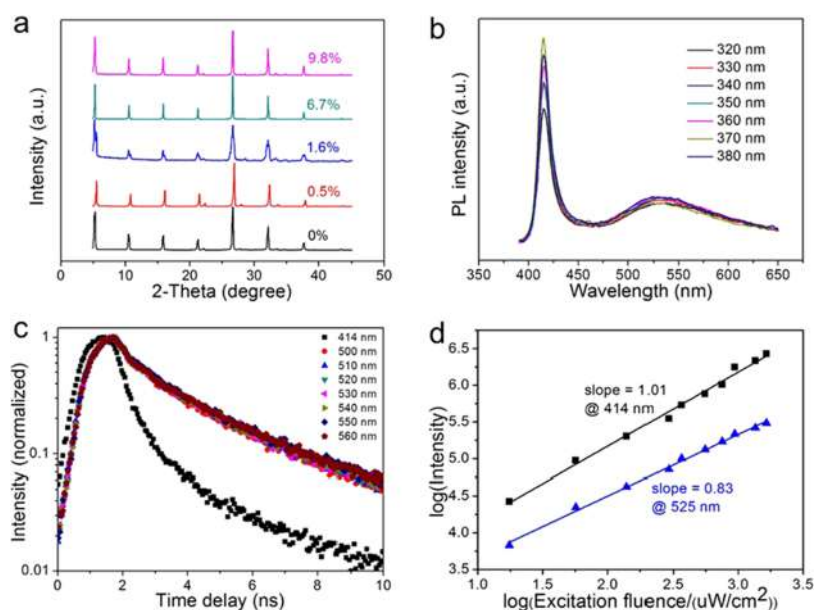 a
Intensity (a.u.)
9.8%
6.7%
1.6%
0.5%
0%
0 10 20 30 40 50
2-Theta (degree)
b
PL intensity (a.u.)
320 nm
330 nm
340 nm
350 nm
360 nm
370 nm
380 nm
350 400 450 500 550 600 650
Wavelength (nm)
c
Intensity (normalized)
1
0.1
0.01
414 nm
500 nm
510 nm
520 nm
530 nm
540 nm
550 nm
560 nm
0 2 4 6 8 10
Time delay (ns)
d
log(Intensity)
6.5
6.0
5.5
5.0
4.5
4.0
3.5
slope = 1.01
@ 414 nm
slope = 0.83
@ 525 nm
1.0 1.5 2.0 2.5 3.0 3.5
log(Excitation fluence/(uW/cm2))